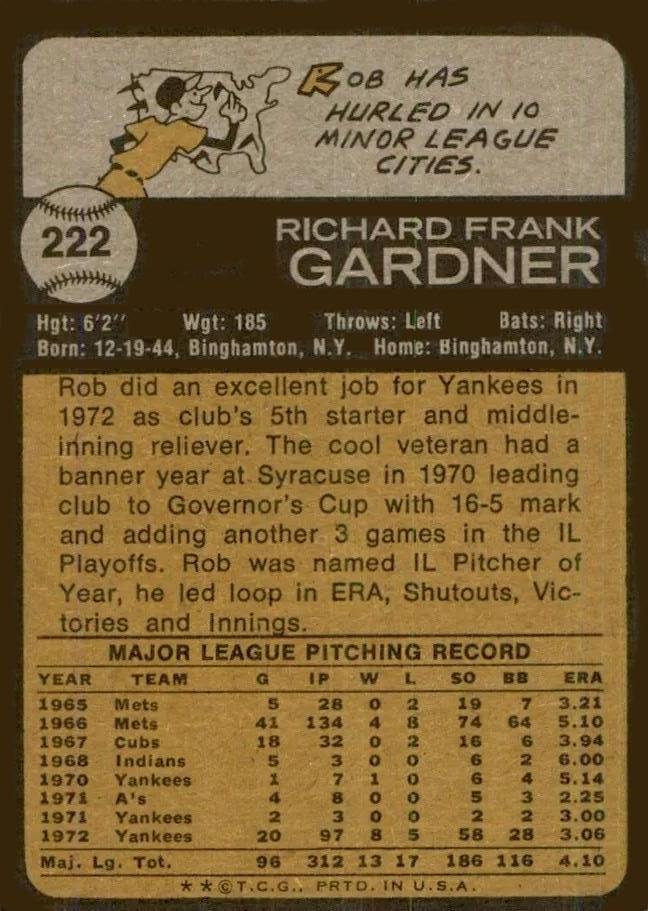 ROB HAS
HURLED IN 10
MINOR LEAGUE
CITIES.
222
RICHARD FRANK
GARDNER
Hgt: 6'2" Wgt: 185 Throws: Left Bats: Right
Born: 12-19-44, Binghamton, N.Y. Home: Binghamton, N.Y.
Rob did an excellent job for Yankees in
1972 as club's 5th starter and middle-
inning reliever. The cool veteran had a
banner year at Syracuse in 1970 leading
club to Governor's Cup with 16-5 mark
and adding another 3 games in the IL
Playoffs. Rob was named IL Pitcher of
Year, he led loop in ERA, Shutouts, Vic-
tories and Innings.
MAJOR LEAGUE PITCHING RECORD
YEAR TEAM G IP W L SO BB ERA
1965 Mets 5 28 0 2 19 7 3.21
1966 Mets 41 134 4 8 74 64 5.10
1967 Cubs 18 32 0 2 16 6 3.94
1968 Indians 5 3 0 0 6 2 6.00
1970 Yankees 1 7 1 0 6 4 5.14
1971 A's 4 8 0 0 5 3 2.25
1971 Yankees 2 3 0 0 2 2 3.00
1972 Yankees 20 97 8 5 58 28 3.06
Maj. Lg. Tot. 96 312 13 17 186 116 4.10
**©T.C.G., PRTD. IN U.S.A.